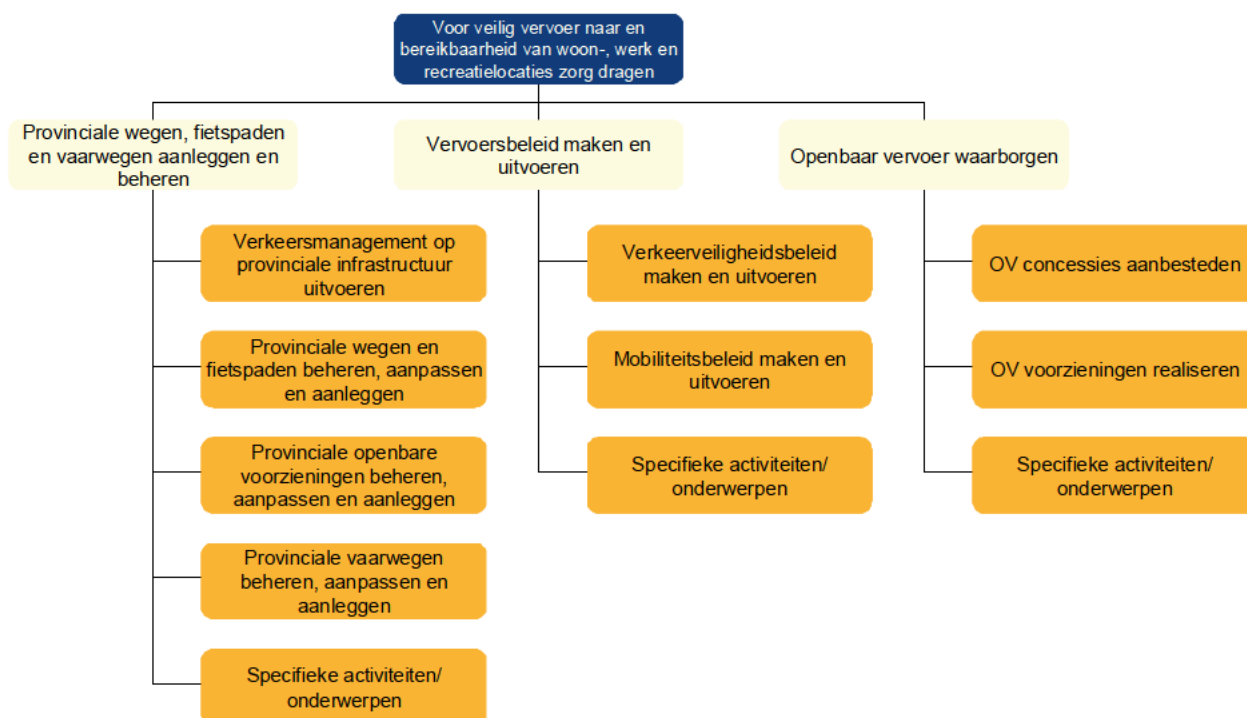 Voor veilig vervoer naar en
bereikbaarheid van woon-, werk en
recreatielocaties zorg dragen
Provinciale wegen, fietspaden
en vaarwegen aanleggen en
beheren
Vervoersbeleid maken en
uitvoeren
Openbaar vervoer waarborgen
Verkeersmanagement op
provinciale infrastructuur
uitvoeren
Provinciale wegen en
fietspaden beheren, aanpassen
en aanleggen
Provinciale openbare
voorzieningen beheren,
aanpassen en aanleggen
Provinciale vaarwegen
beheren, aanpassen en
aanleggen
Specifieke activiteiten/
onderwerpen
Verkeerveiligheidsbeleid
maken en uitvoeren
Mobiliteitsbeleid maken en
uitvoeren
Specifieke activiteiten/
onderwerpen
OV concessies aanbesteden
OV voorzieningen realiseren
Specifieke activiteiten/
onderwerpen